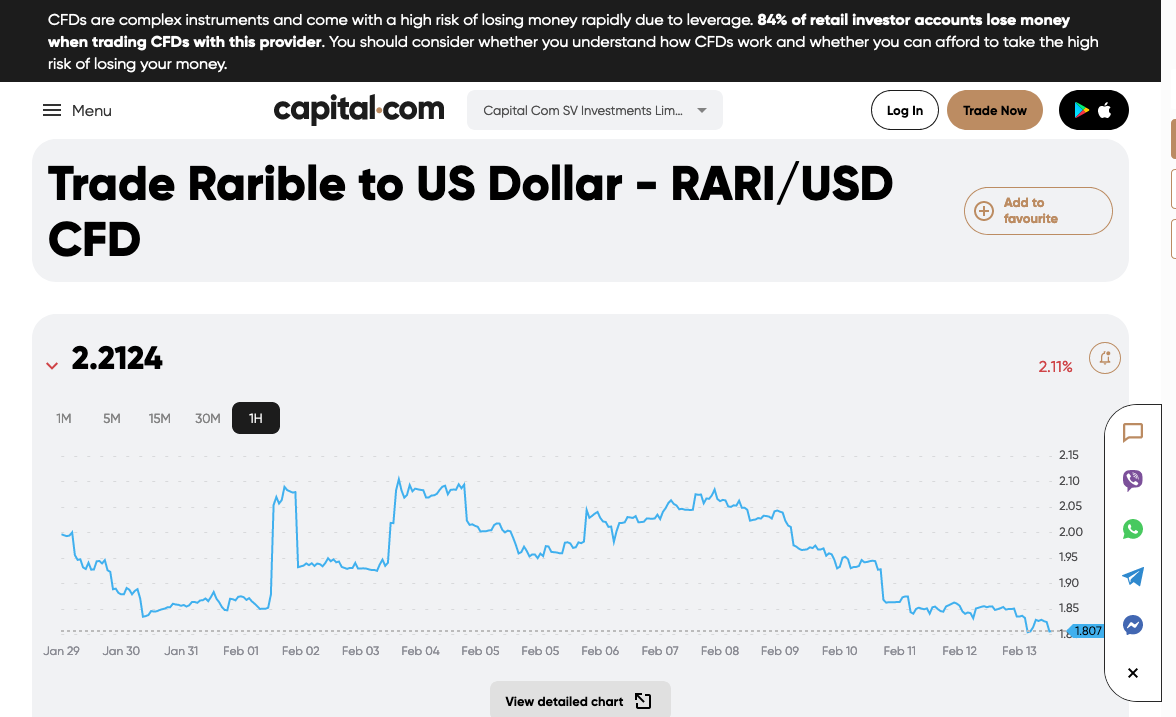 CFDs are complex instruments and come with a high risk of losing money rapidly due to leverage. 84% of retail investor accounts lose money
when trading CFDs with this provider. You should consider whether you understand how CFDs work and whether you can afford to take the high
risk of losing your money.
Menu
capital.com
Capital Com SV Investments Lim...
Log In
Trade Now
Trade Rarible to US Dollar - RARI/USD
CFD
Add to
favourite
2.2124
2.11%
1M 5M 15M 30M 1H
2.15
2.10
2.05
2.00
1.95
1.90
1.85
1.807
Jan 29 Jan 30 Jan 31 Feb 01 Feb 02 Feb 03 Feb 04 Feb 05 Feb 05 Feb 06 Feb 07 Feb 08 Feb 09 Feb 10 Feb 11 Feb 12 Feb 13
View detailed chart